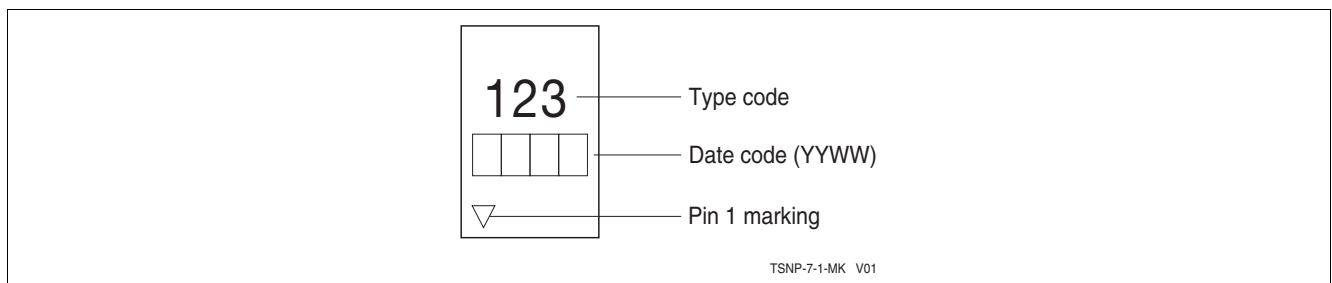 123
Type code
Date code (YYWW)
Pin 1 marking
TSNP-7-1-MK V01